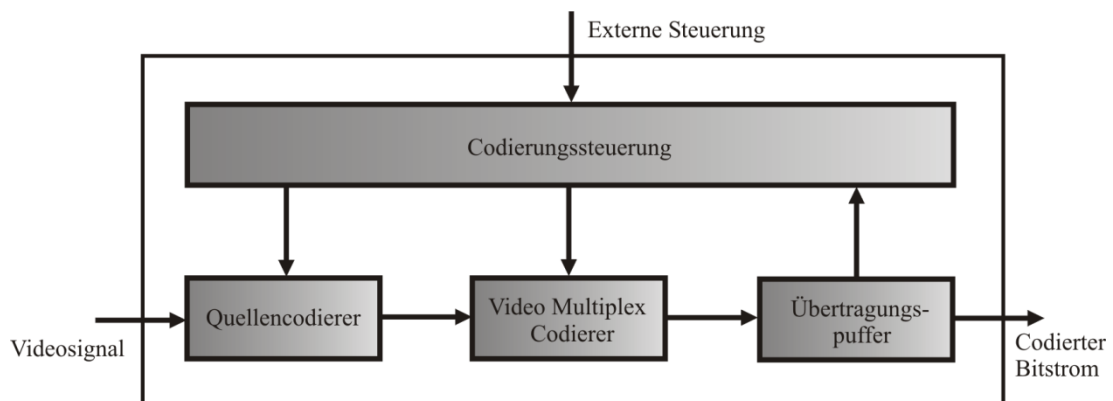 Externe Steuerung
Codierungssteuerung
Videosignal
Quellencodierer
Video Multiplex
Codierer
Übertragungs-
puffer
Codierter
Bitstrom